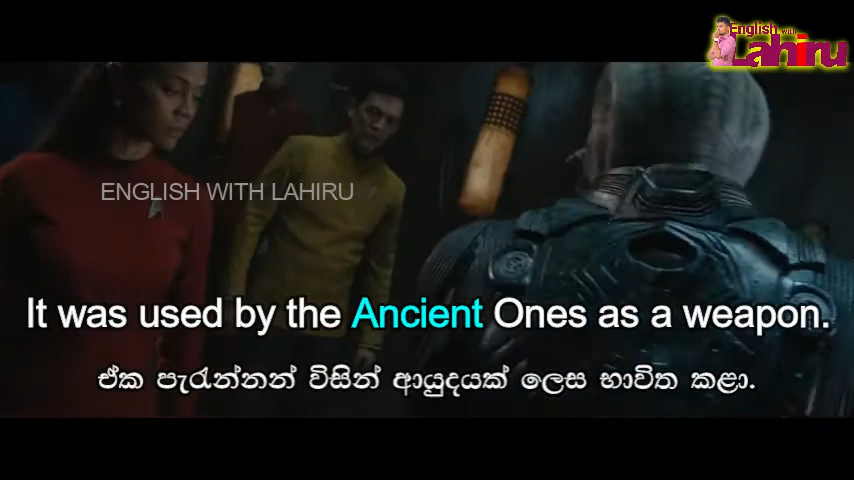 English with
Lahiru
ENGLISH WITH LAHIRU
It was used by the Ancient Ones as a weapon.
ඒක පැරැන්නන් විසින් ආයුදයක් ලෙස භාවිත කළා.